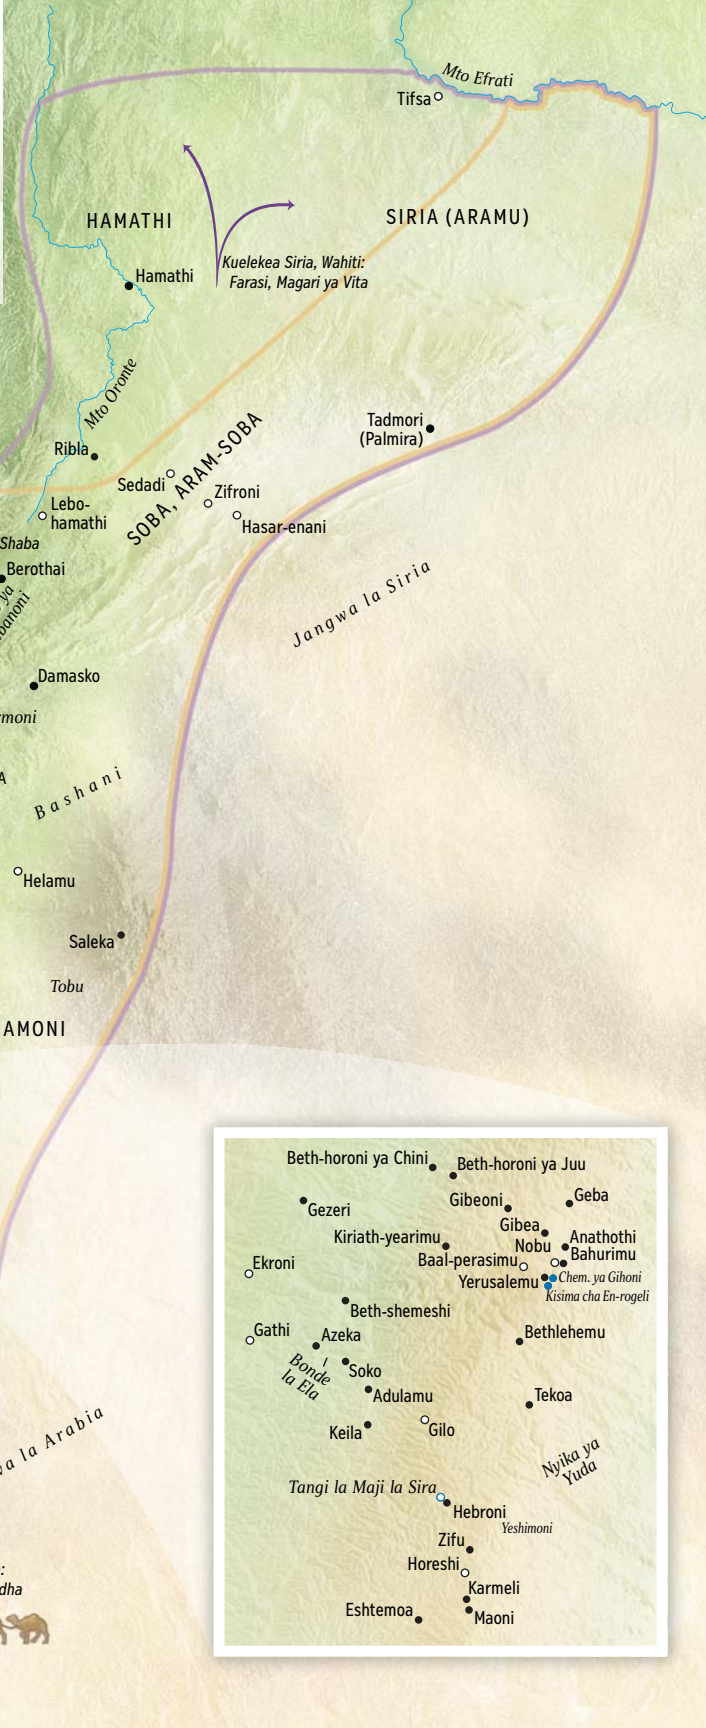 Mto Efrati
Tifsa
HAMATHI
SIRIA (ARAMU)
Kuelekea Siria, Wahiti:
Farasi, Magari ya Vita
Hamathi
Mto Oronte
Tadmori
(Palmira)
Ribla
Sedadi
SOBA, ARAM-SOBA
Zifroni
Lebo-
hamathi
Hasar-enani
Shaba
Berothai
ya
Jangwa la Siria
Damasko
Bashani
Helamu
Saleka
Tobu
AMONI
Beth-horoni ya Chini
Beth-horoni ya Juu
Gezeri
Gibeoni
Geba
Gibea
Kiriath-yearimu
Nobu
Anathothi
Bahurimu
Baal-perasimu
Ekroni
Yerusalemu
Chem. ya Gihoni
Kisima cha En-rogeli
Beth-shemeshi
Gathi
Azeka
Bethlehemu
Bonde
la Ela
Soko
Adulamu
Tekoa
Keila
Gilo
Nyika ya
Yuda
la Arabia
Tangi la Maji la Sira
Hebroni
Yeshimoni
Zifu
Horeshi
Karmeli
Eshtemoa
Maoni